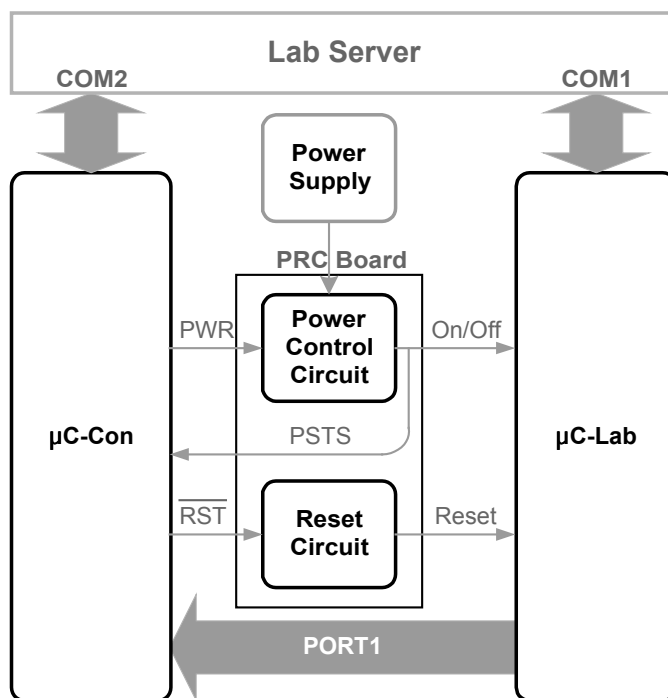 Lab Server
COM2
COM1
Power
Supply
PRC Board
PWR
Power
Control
Circuit
On/Off
µC-Con
PSTS
µC-Lab
RST
Reset
Circuit
Reset
PORT1